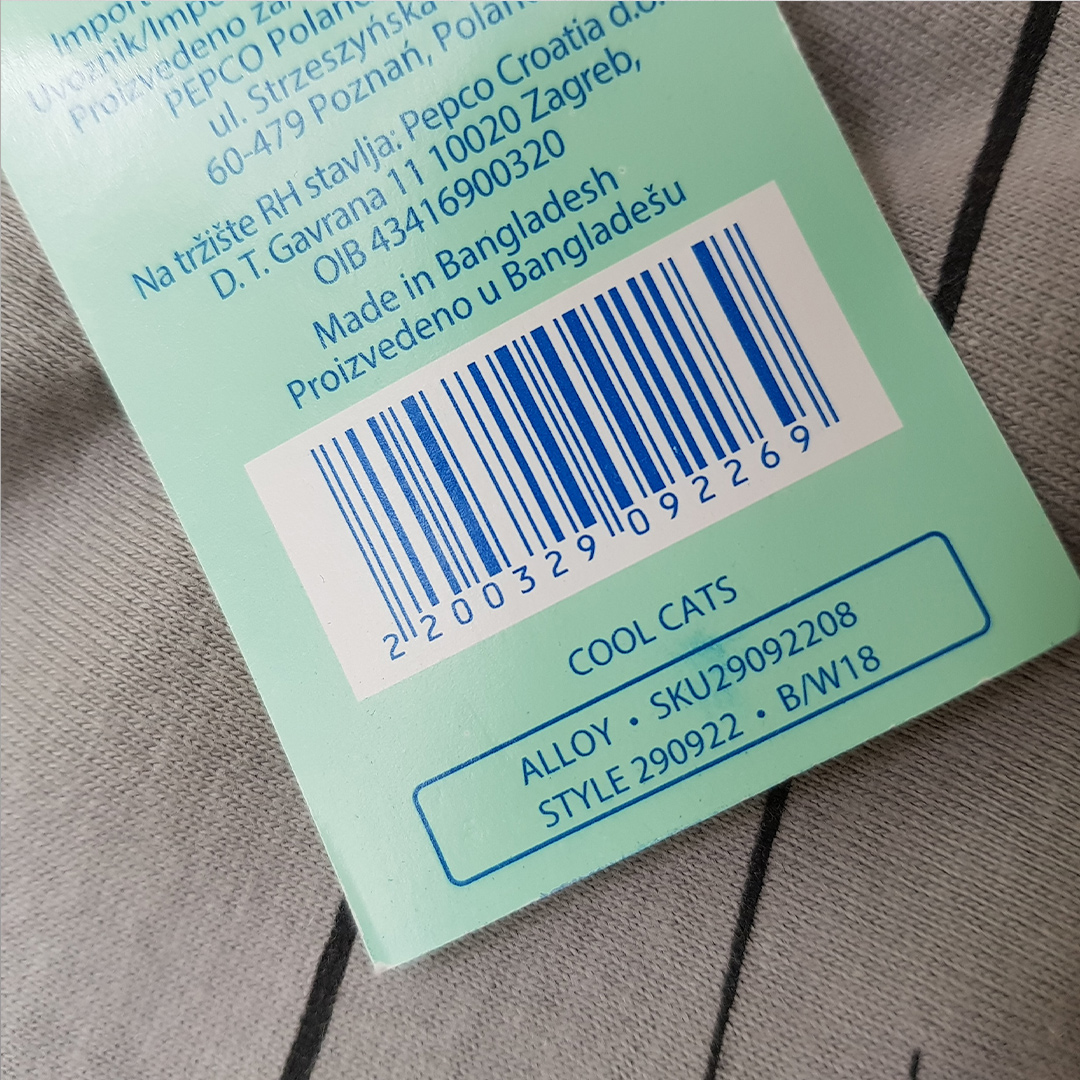 Uvoznik/Impo
Proizvedeno za
PEPCO Polan
ul. Strzeszyńska
60-479 Poznań, Polan
Na tržište RH stavlja: Pepco Croatia d.o.
D. T. Gavrana 11 10020 Zagreb,
OIB 43416900320
Made in Bangladesh
Proizvedeno u Bangladešu
2 200329 092269
COOL CATS
ALLOY • SKU29092208
STYLE 290922 • B/W18